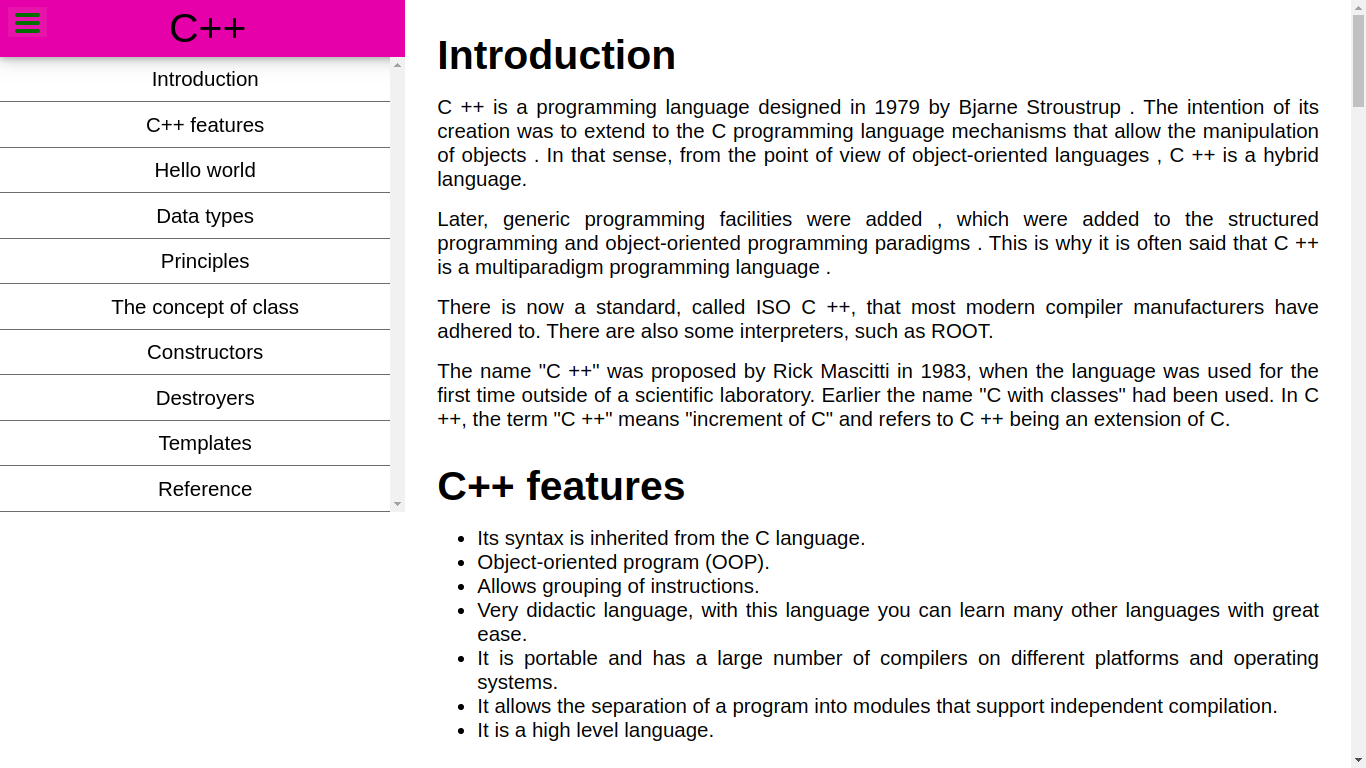 C++
Introduction
C++ features
Hello world
Data types
Principles
The concept of class
Constructors
Destroyers
Templates
Reference
Introduction
C ++ is a programming language designed in 1979 by Bjarne Stroustrup . The intention of its
creation was to extend to the C programming language mechanisms that allow the manipulation
of objects . In that sense, from the point of view of object-oriented languages , C ++ is a hybrid
language.
Later, generic programming facilities were added , which were added to the structured
programming and object-oriented programming paradigms . This is why it is often said that C ++
is a multiparadigm programming language .
There is now a standard, called ISO C ++, that most modern compiler manufacturers have
adhered to. There are also some interpreters, such as ROOT.
The name "C ++" was proposed by Rick Mascitti in 1983, when the language was used for the
first time outside of a scientific laboratory. Earlier the name "C with classes" had been used. In C
++, the term "C ++" means "increment of C" and refers to C ++ being an extension of C.
C++ features
• Its syntax is inherited from the C language.
• Object-oriented program (OOP).
• Allows grouping of instructions.
• Very didactic language, with this language you can learn many other languages with great
ease.
• It is portable and has a large number of compilers on different platforms and operating
systems.
• It allows the separation of a program into modules that support independent compilation.
• It is a high level language.